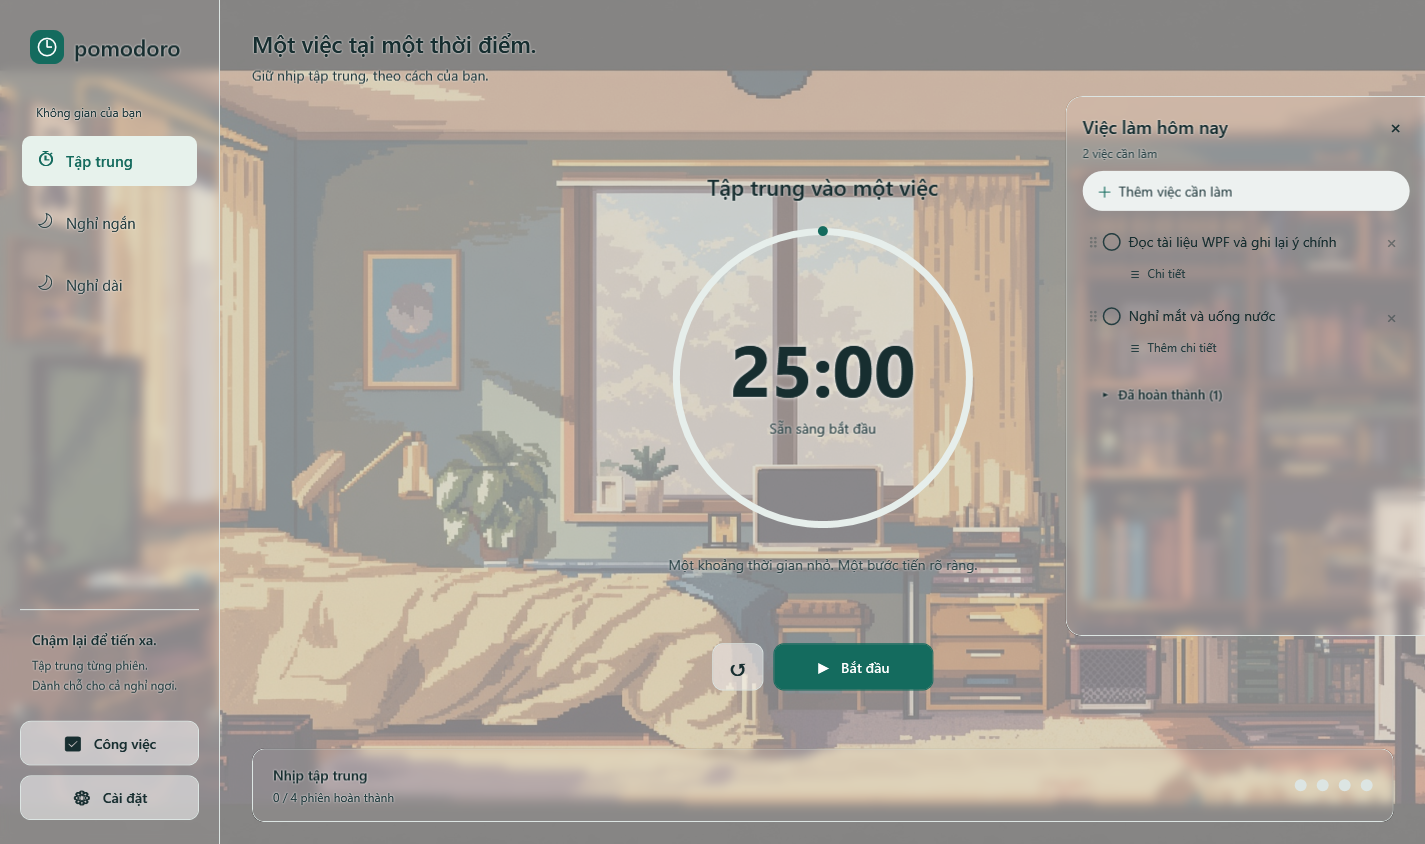 pomodoro
Không gian của bạn
Tập trung
Nghỉ ngắn
Nghỉ dài
Chậm lại để tiến xa.
Tập trung từng phiên.
Dành chỗ cho cả nghỉ ngơi.
Công việc
Cài đặt
Một việc tại một thời điểm.
Giữ nhịp tập trung, theo cách của bạn.
Tập trung vào một việc
25:00
Sẵn sàng bắt đầu
Một khoảng thời gian nhỏ. Một bước tiến rõ ràng.
Bắt đầu
Nhịp tập trung
0 / 4 phiên hoàn thành
Việc làm hôm nay
2 việc cần làm
Thêm việc cần làm
Đọc tài liệu WPF và ghi lại ý chính
Chi tiết
Nghỉ mắt và uống nước
Thêm chi tiết
Đã hoàn thành (1)